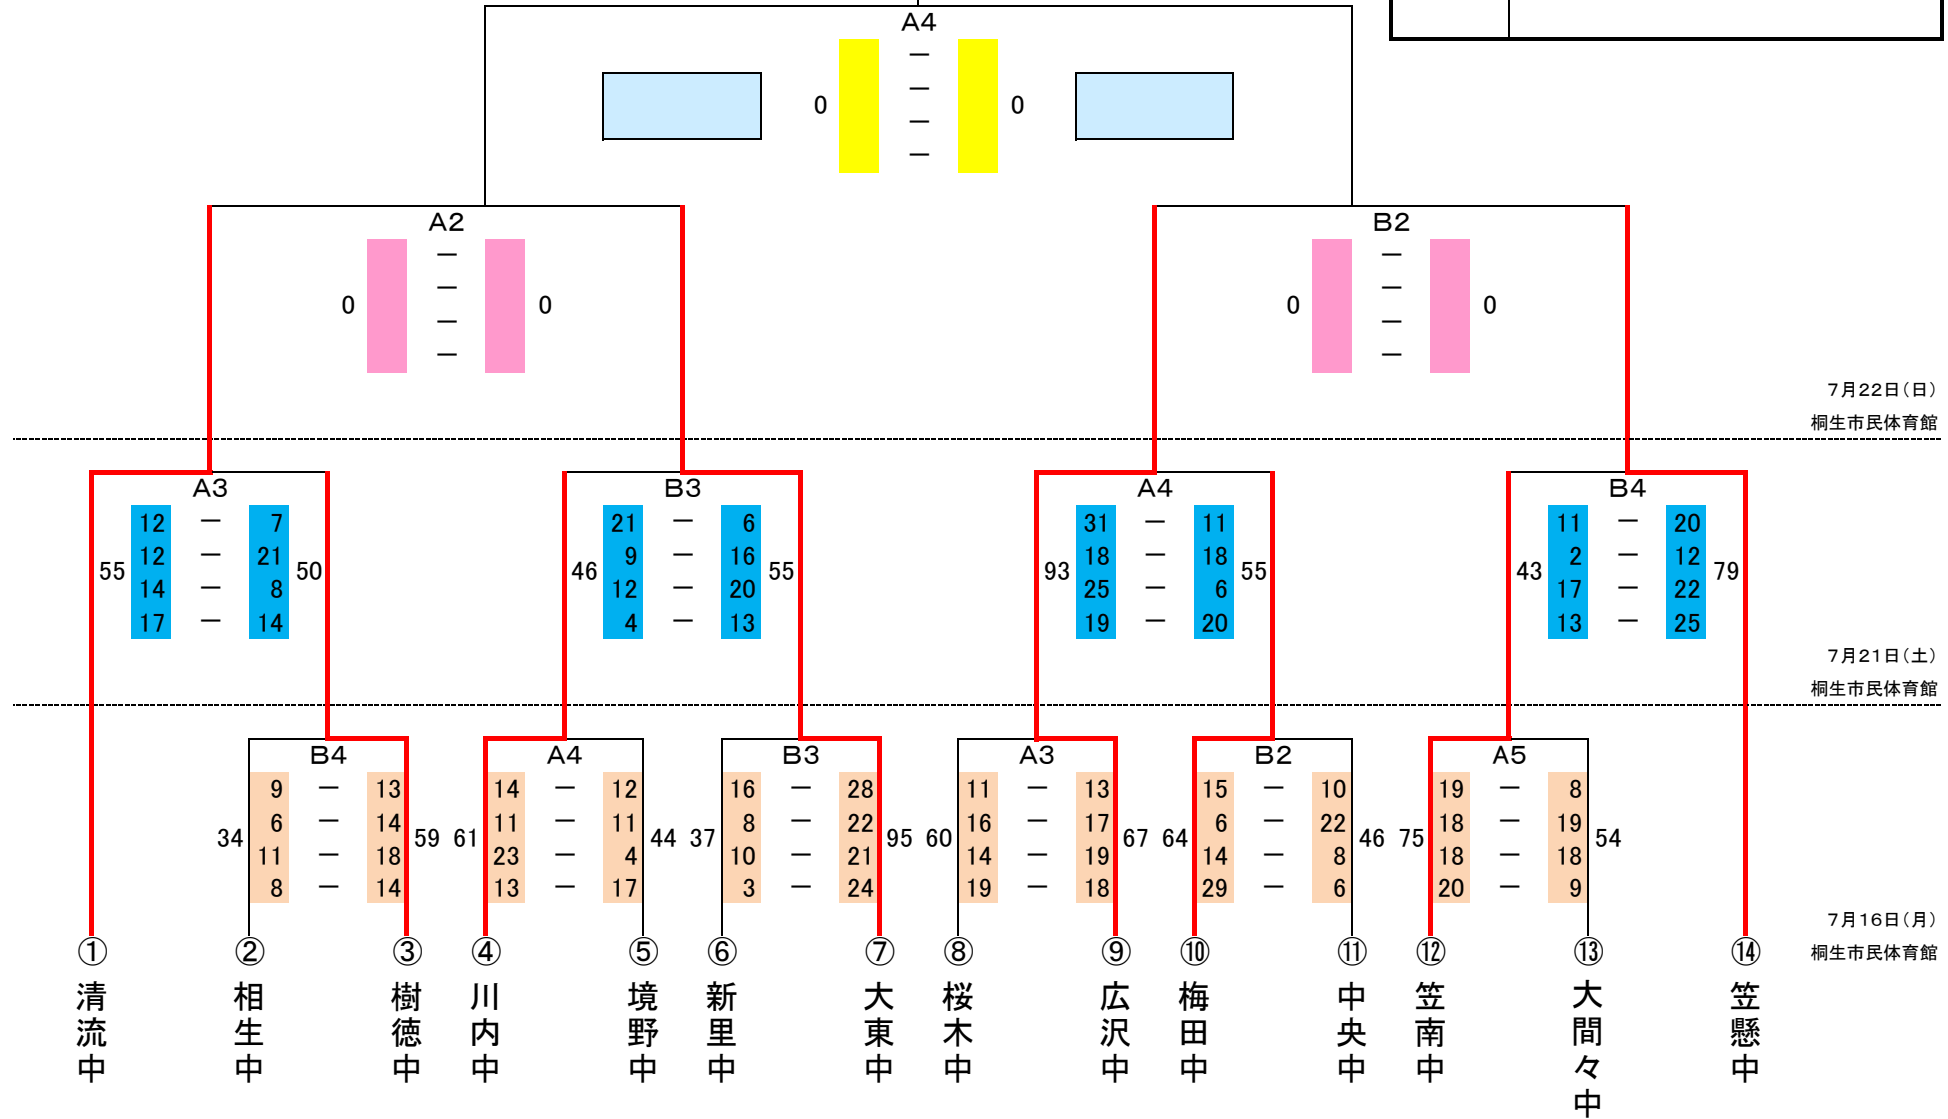 A4
—
—
0 — 0
—
A2 B2
— —
— —
0 0 0 0
— —
— —
7月22日(日)
桐生市民体育館
A3 B3 A4 B4
12 — 7 21 — 6 31 — 11 11 — 20
12 — 21 9 — 16 18 — 18 2 — 12
55 50 46 55 93 55 43 79
14 — 8 12 — 20 25 — 6 17 — 22
17 — 14 4 — 13 19 — 20 13 — 25
7月21日(土)
桐生市民体育館
B4 A4 B3 A3 B2 A5
9 — 13 14 — 12 16 — 28 11 — 13 15 — 10 19 — 8
6 — 14 11 — 11 8 — 22 16 — 17 6 — 22 18 — 19
34 59 61 44 37 95 60 67 64 46 75 54
11 — 18 23 — 4 10 — 21 14 — 19 14 — 8 18 — 18
8 — 14 13 — 17 3 — 24 19 — 18 29 — 6 20 — 9
7月16日(月)
桐生市民体育館
① ② ③ ④ ⑤ ⑥ ⑦ ⑧ ⑨ ⑩ ⑪ ⑫ ⑬ ⑭
清流中
相生中
樹徳中
川内中
境野中
新里中
大東中
桜木中
広沢中
梅田中
中央中
笠南中
大間々中
笠懸中